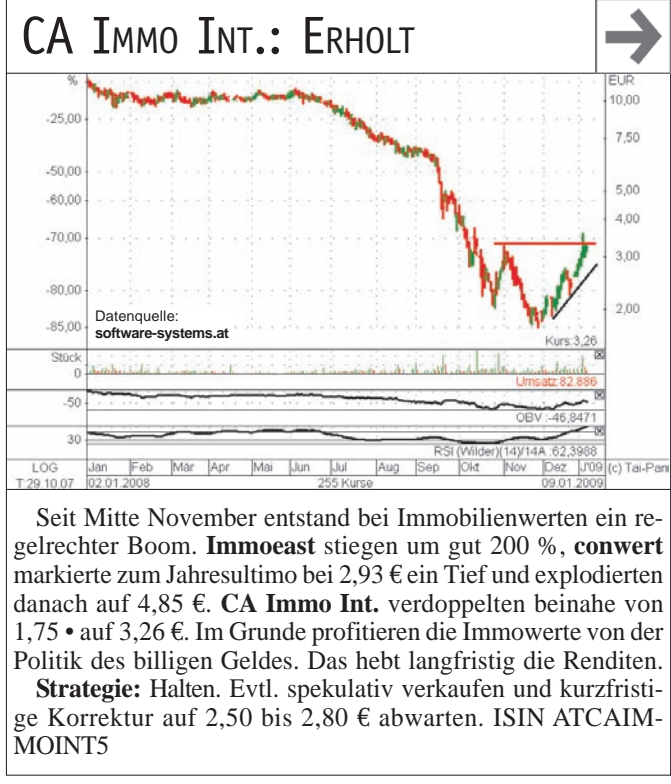 CA IMMO INT.: ERHOLT
% EUR
10,00
-25,00
7,50
-50,00
5,00
-60,00
4,00
-70,00
3,00
-80,00
2,00
Datenquelle:
software-systems.at
-85,00
Kurs:3,26
Stück
0
Umsatz:82.886
-50
OBV :-46,8471
30
RSI (Wilder)(14)/14A :62,3988
LOG Jan Feb Mär Apr Mai Jun Jul Aug Sep Okt Nov Dez J'09 (c) Tai-Pan
T:29.10.07 02.01.2008 255 Kurse 09.01.2009
Seit Mitte November entstand bei Immobilienwerten ein re-
gelrechter Boom. Immoeast stiegen um gut 200 %, conwert
markierte zum Jahresultimo bei 2,93 € ein Tief und explodierten
danach auf 4,85 €. CA Immo Int. verdoppelten beinahe von
1,75 • auf 3,26 €. Im Grunde profitieren die Immowerte von der
Politik des billigen Geldes. Das hebt langfristig die Renditen.
Strategie: Halten. Evtl. spekulativ verkaufen und kurzfristi-
ge Korrektur auf 2,50 bis 2,80 € abwarten. ISIN ATCAIM-
MOINT5